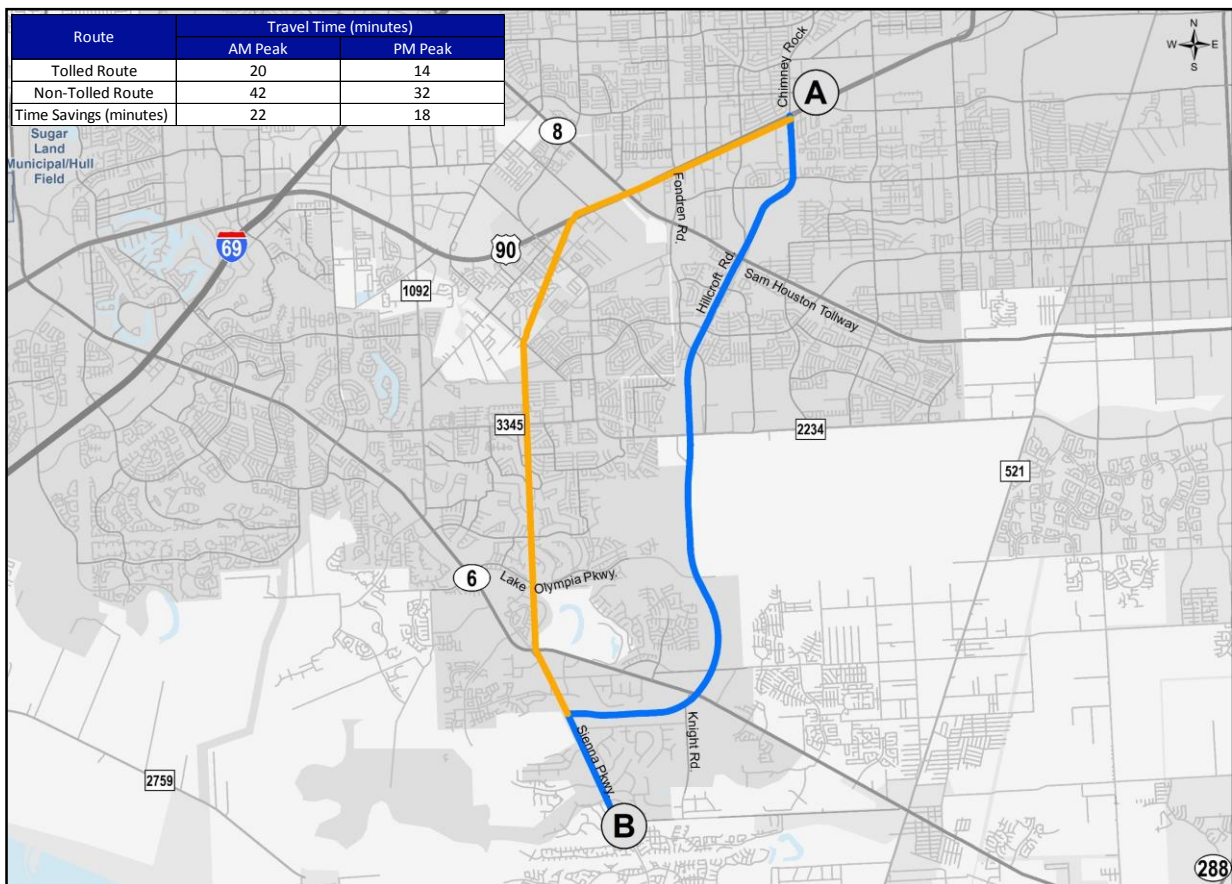 Route Travel Time (minutes)
AM Peak PM Peak
Tolled Route 20 14
Non-Tolled Route 42 32
Time Savings (minutes) 22 18
N
W E
S
Chimney Rock
A
8
Sugar
Land
Municipal/Hull
Field
Fondren Rd.
69
90
Hillcroft Rd.
1092
Sam Houston Tollway
3345
2234
521
6
Lake Olympia Pkwy.
Knight Rd.
Sienna Pkwy.
2759
B
288